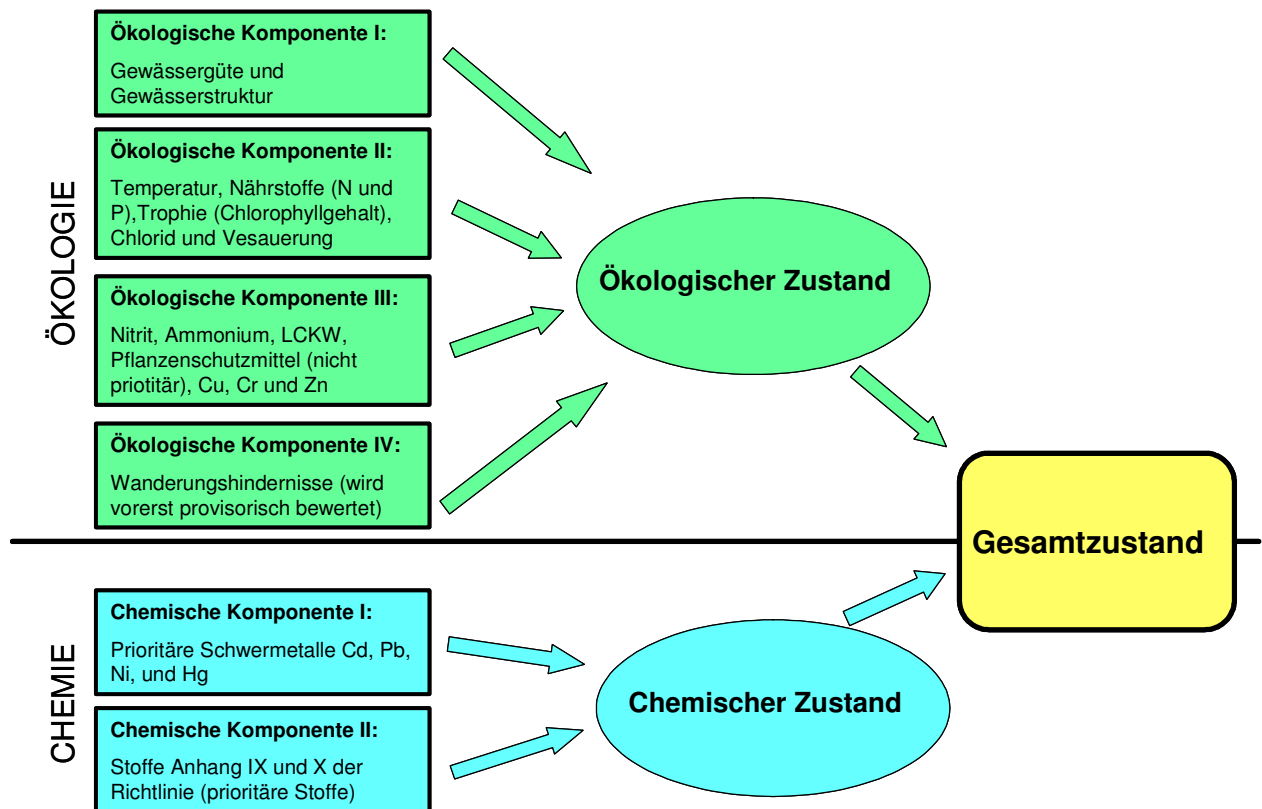 ÖKOLOGIE
Ökologische Komponente I:
Gewässergüte und
Gewässerstruktur
Ökologische Komponente II:
Temperatur, Nährstoffe (N und
P),Trophie (Chlorophyllgehalt),
Chlorid und Vesauerung
Ökologische Komponente III:
Nitrit, Ammonium, LCKW,
Pflanzenschutzmittel (nicht
priotitär), Cu, Cr und Zn
Ökologische Komponente IV:
Wanderungshindernisse (wird
vorerst provisorisch bewertet)
Ökologischer Zustand
Gesamtzustand
CHEMIE
Chemische Komponente I:
Prioritäre Schwermetalle Cd, Pb,
Ni, und Hg
Chemische Komponente II:
Stoffe Anhang IX und X der
Richtlinie (prioritäre Stoffe)
Chemischer Zustand